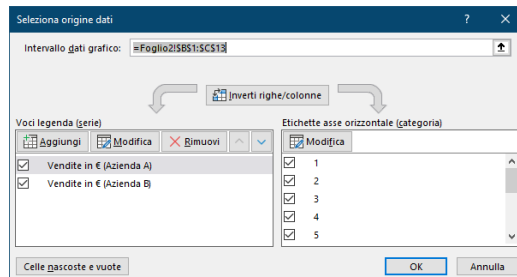 Seleziona origine dati ? ×
Intervallo dati grafico: =Foglio2!$B$1:$C$13
Inverti righe/colonne
Voci legenda (serie)
Aggiungi Modifica Rimuovi
Vendite in € (Azienda A)
Vendite in € (Azienda B)
Etichette asse orizzontale (categoria)
Modifica
1
2
3
4
5
Celle nascoste e vuote OK Annulla